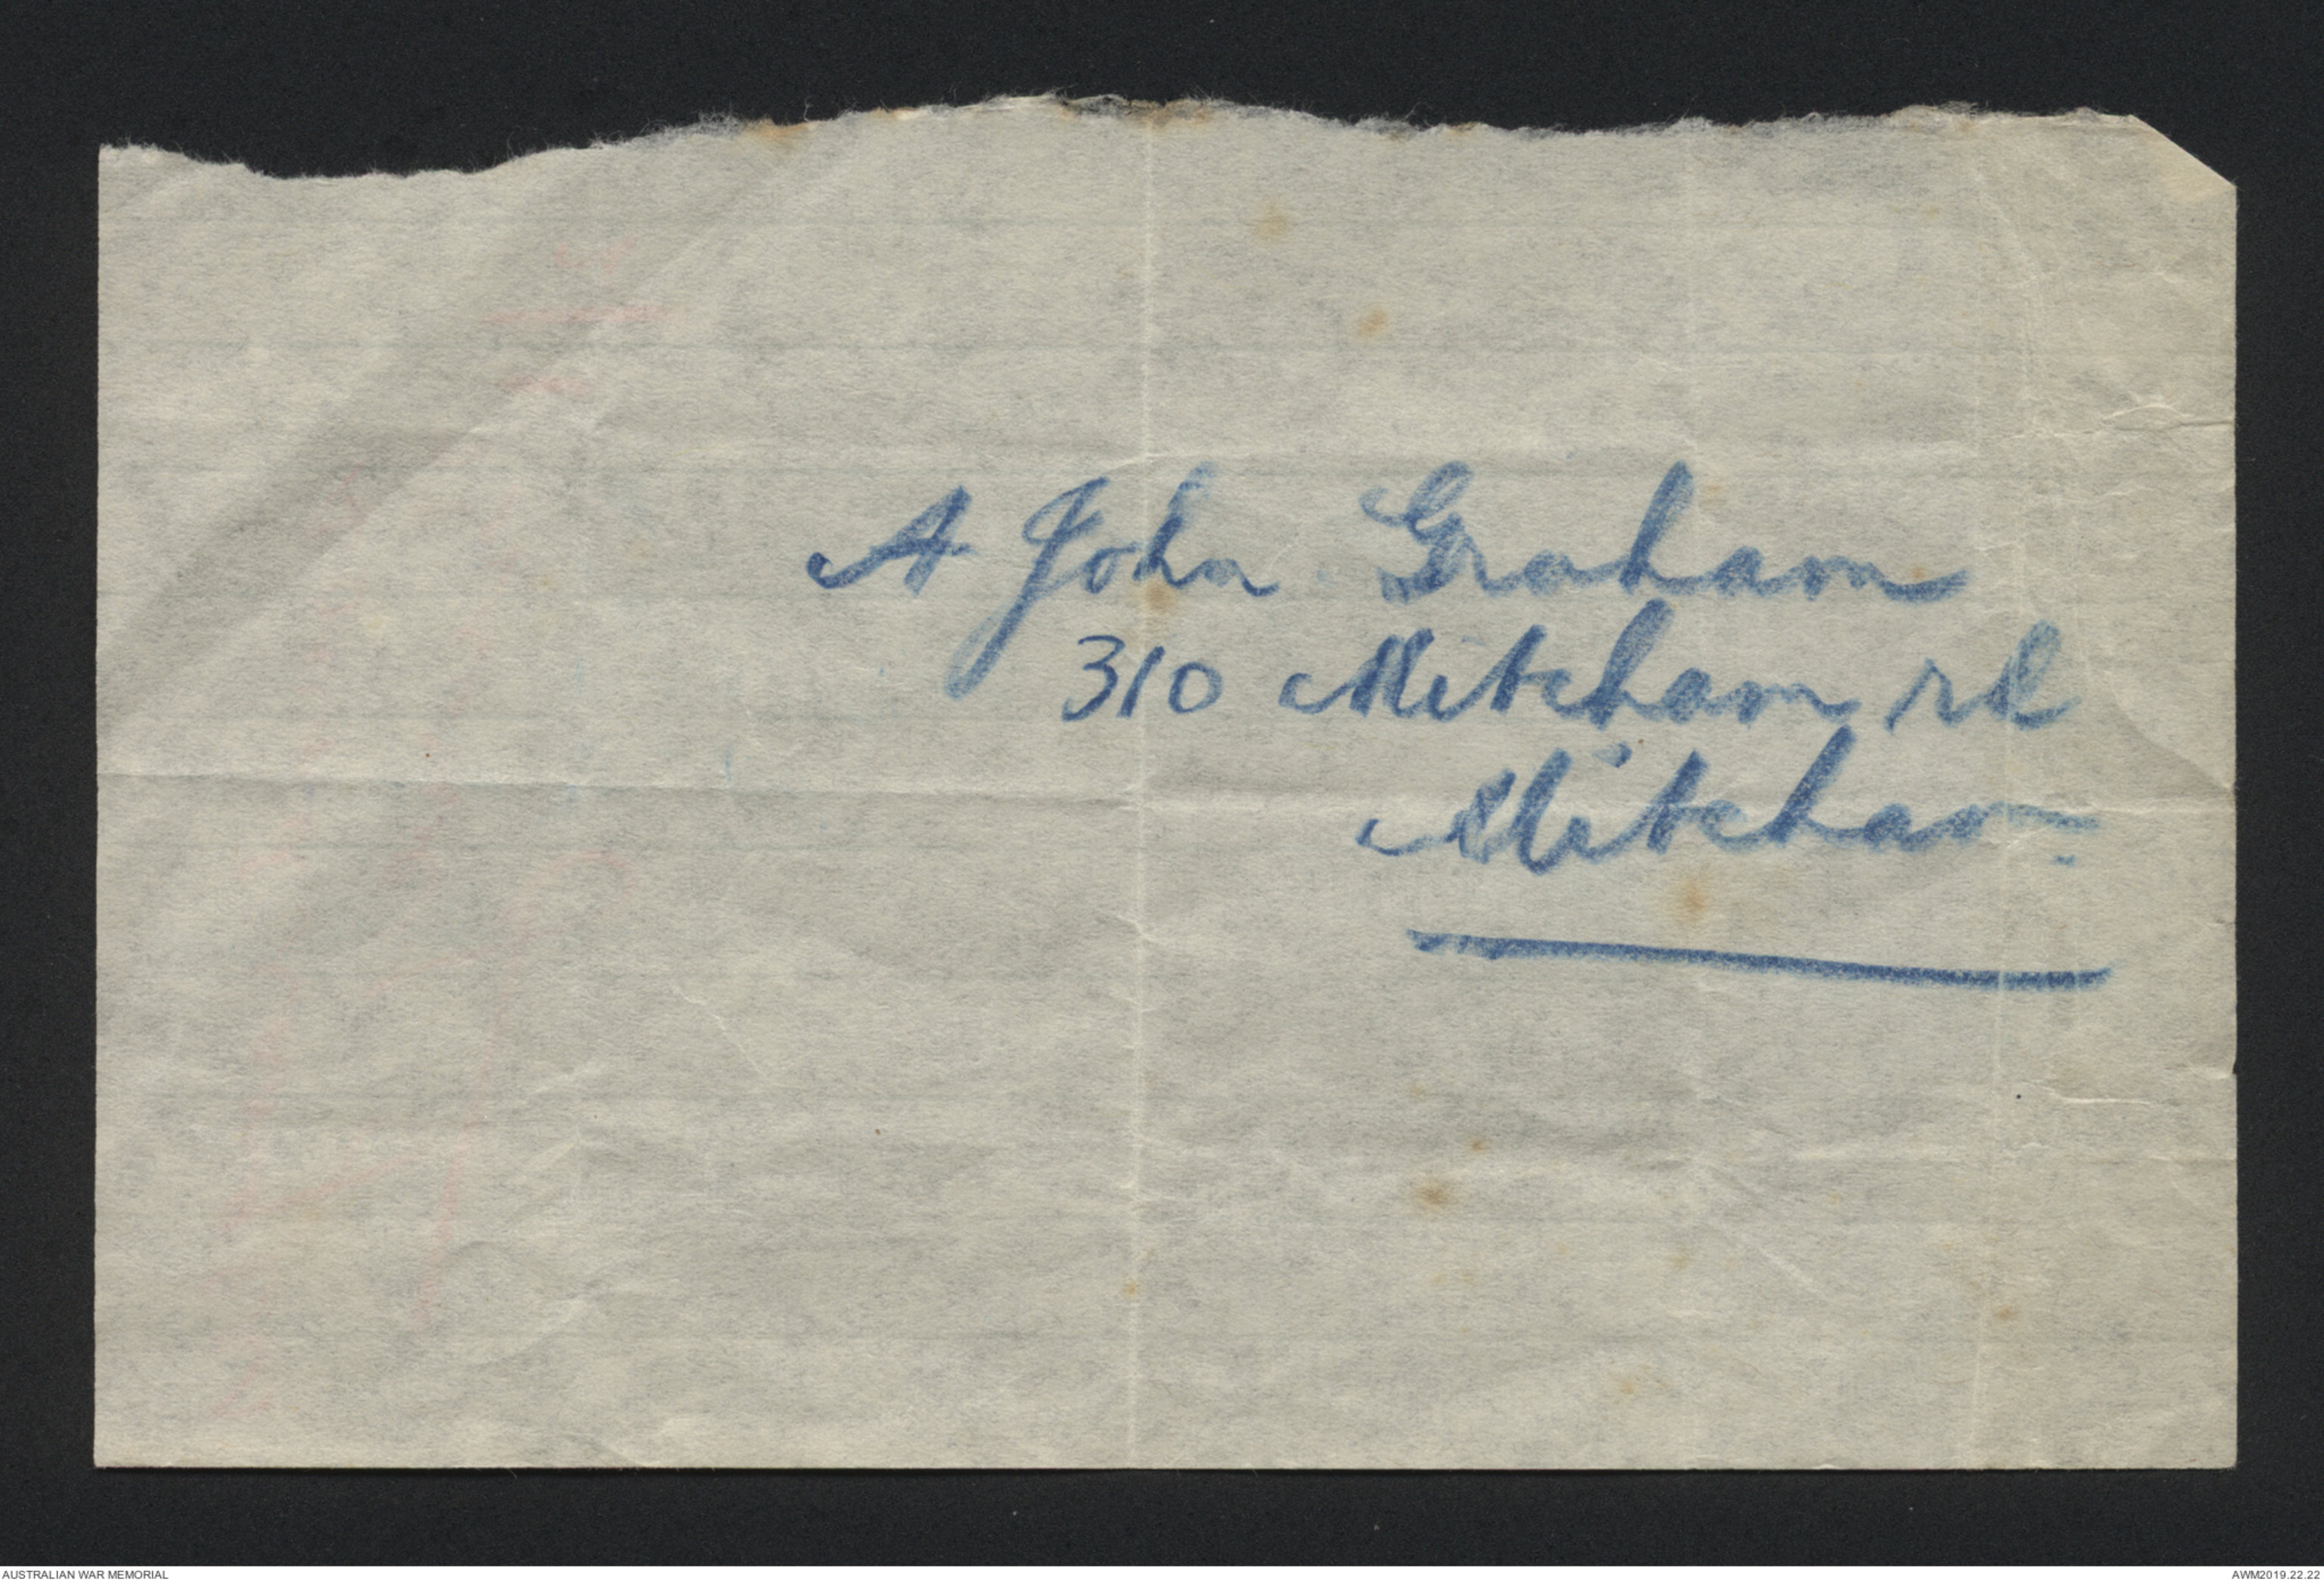 A John Graham
310 Mitcham rd
Mitcham
AUSTRALIAN WAR MEMORIAL
AWM2019.22.22